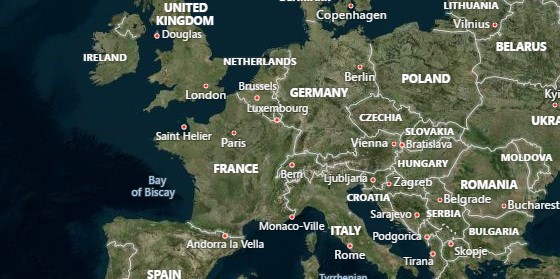 UNITED
KINGDOM
Copenhagen
LITHUANIA
Vilnius
Douglas
IRELAND
BELARUS
NETHERLANDS
Berlin
POLAND
Brussels
GERMANY
London
Luxembourg
CZECHIA
Saint Helier
Paris
SLOVAKIA
Vienna
Bratislava
MOLDOVA
FRANCE
Bern
HUNGARY
Ljubljana
Zagreb
ROMANIA
Bay
of Biscay
CROATIA
Belgrade
Bucharest
Sarajevo
SERBIA
Monaco-Ville
ITALY
Podgorica
BULGARIA
Andorra la Vella
Rome
Skopje
Tirana
SPAIN